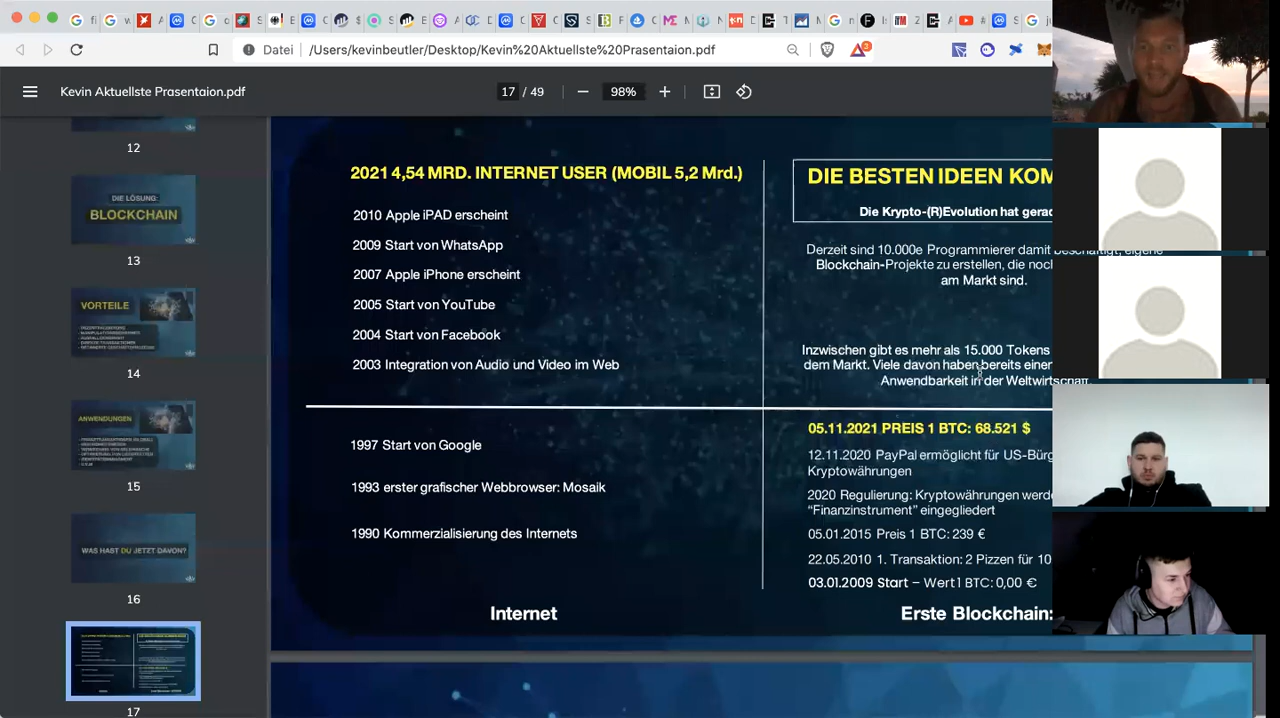 Datei
/Users/kevinbeutler/Desktop/Kevin%20Aktuellste%20Prasentaion.pdf
Kevin Aktuellste Prasentaion.pdf
17 / 49
98%
12
DIE LÖSUNG:
BLOCKCHAIN
13
VORTEILE
14
ANWENDUNGEN
15
WAS HAST DU JETZT DAVON?
16
17
2021 4,54 MRD. INTERNET USER (MOBIL 5,2 Mrd.)
2010 Apple iPAD erscheint
2009 Start von WhatsApp
2007 Apple iPhone erscheint
2005 Start von YouTube
2004 Start von Facebook
2003 Integration von Audio und Video im Web
1997 Start von Google
1993 erster grafischer Webbrowser: Mosaik
1990 Kommerzialisierung des Internets
Internet
DIE BESTEN IDEEN KOM
Die Krypto-(R)Evolution hat gerad
Derzeit sind 10.000e Programmierer damit beschäftigt, eigene
Blockchain-Projekte zu erstellen, die noch
am Markt sind.
Inzwischen gibt es mehr als 15.000 Tokens
dem Markt. Viele davon haben bereits einen
Anwendbarkeit in der Weltwirtschaft.
05.11.2021 PREIS 1 BTC: 68.521 $
12.11.2020 PayPal ermöglicht für US-Bürg
Kryptowährungen
2020 Regulierung: Kryptowährungen werde
"Finanzinstrument" eingegliedert
05.01.2015 Preis 1 BTC: 239 €
22.05.2010 1. Transaktion: 2 Pizzen für 10
03.01.2009 Start – Wert 1 BTC: 0,00 €
Erste Blockchain: